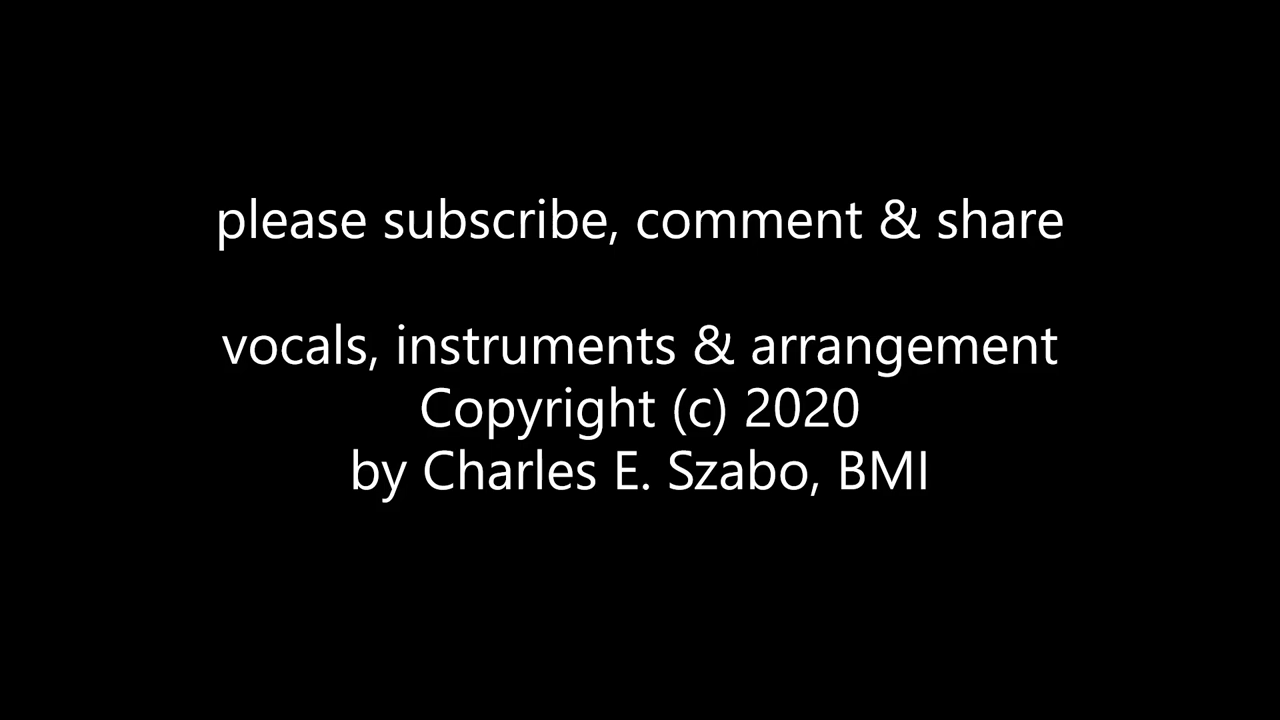 please subscribe, comment & share
vocals, instruments & arrangement
Copyright (c) 2020
by Charles E. Szabo, BMI